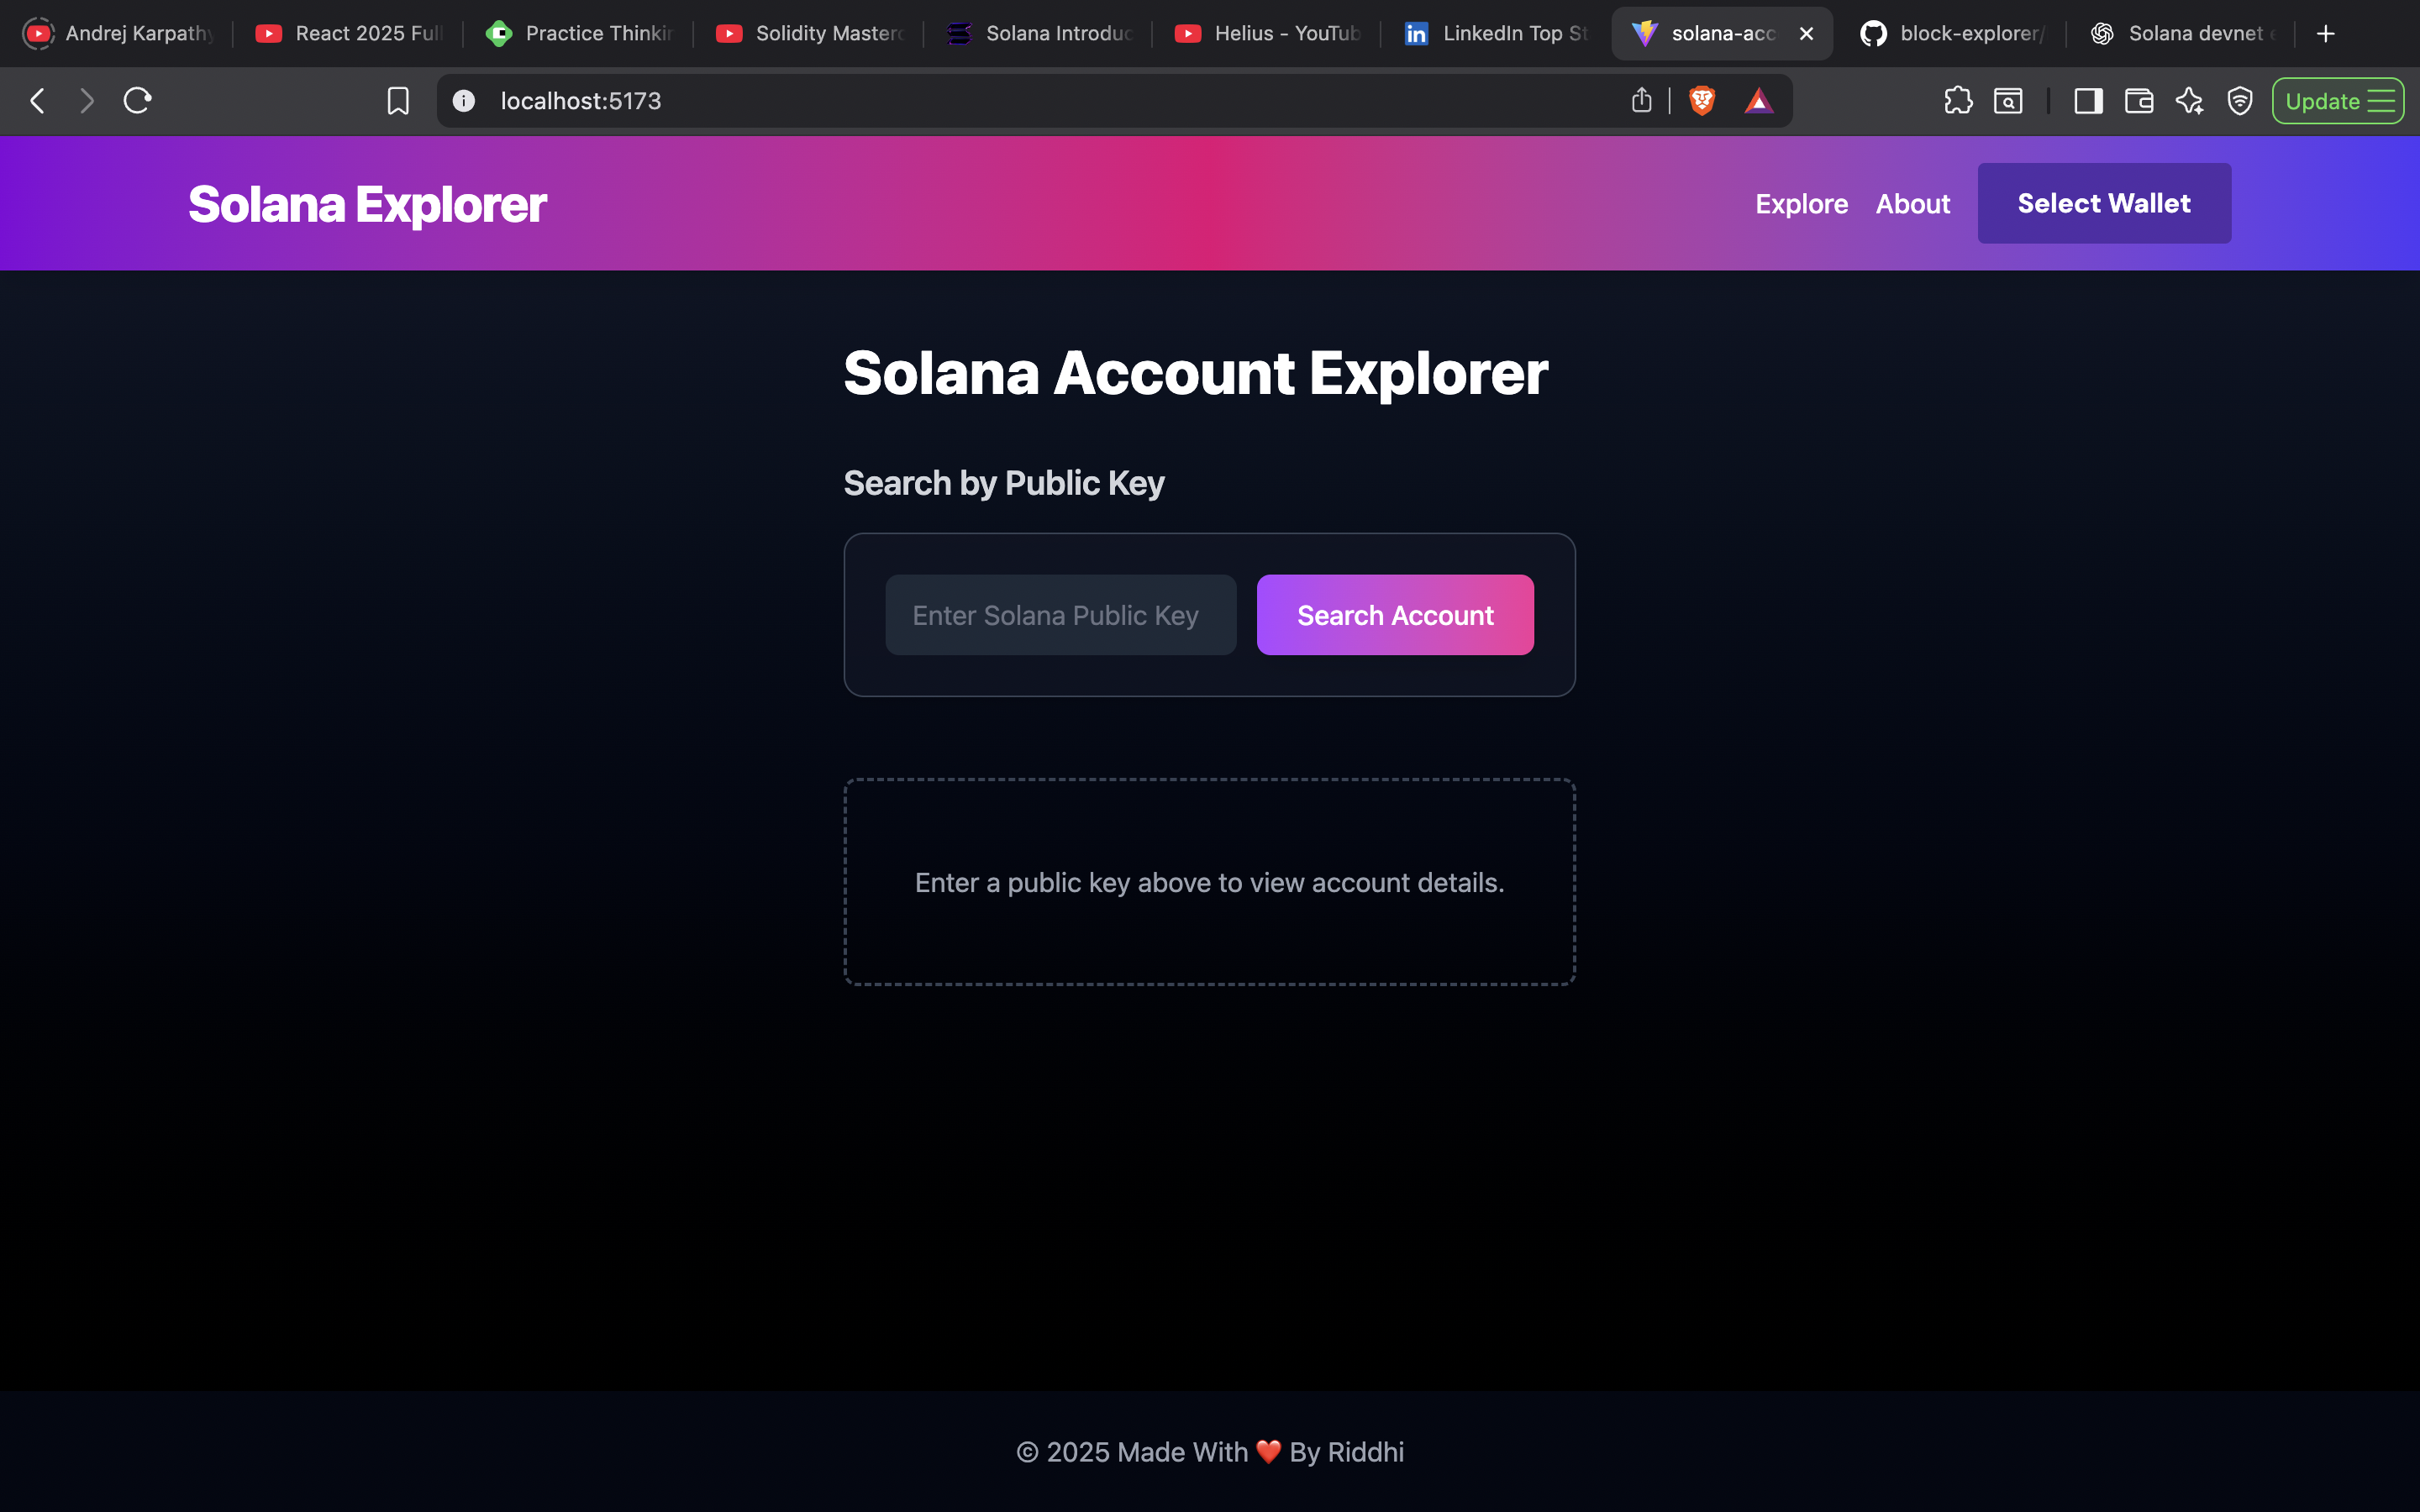 Andrej Karpathy
React 2025 Full
Practice Thinkin
Solidity Masterc
Solana Introduc
Helius - YouTub
LinkedIn Top St
solana-acc
block-explorer/
Solana devnet e
localhost:5173
Update
Solana Explorer
Explore
About
Select Wallet
Solana Account Explorer
Search by Public Key
Enter Solana Public Key
Search Account
Enter a public key above to view account details.
© 2025 Made With ❤️ By Riddhi